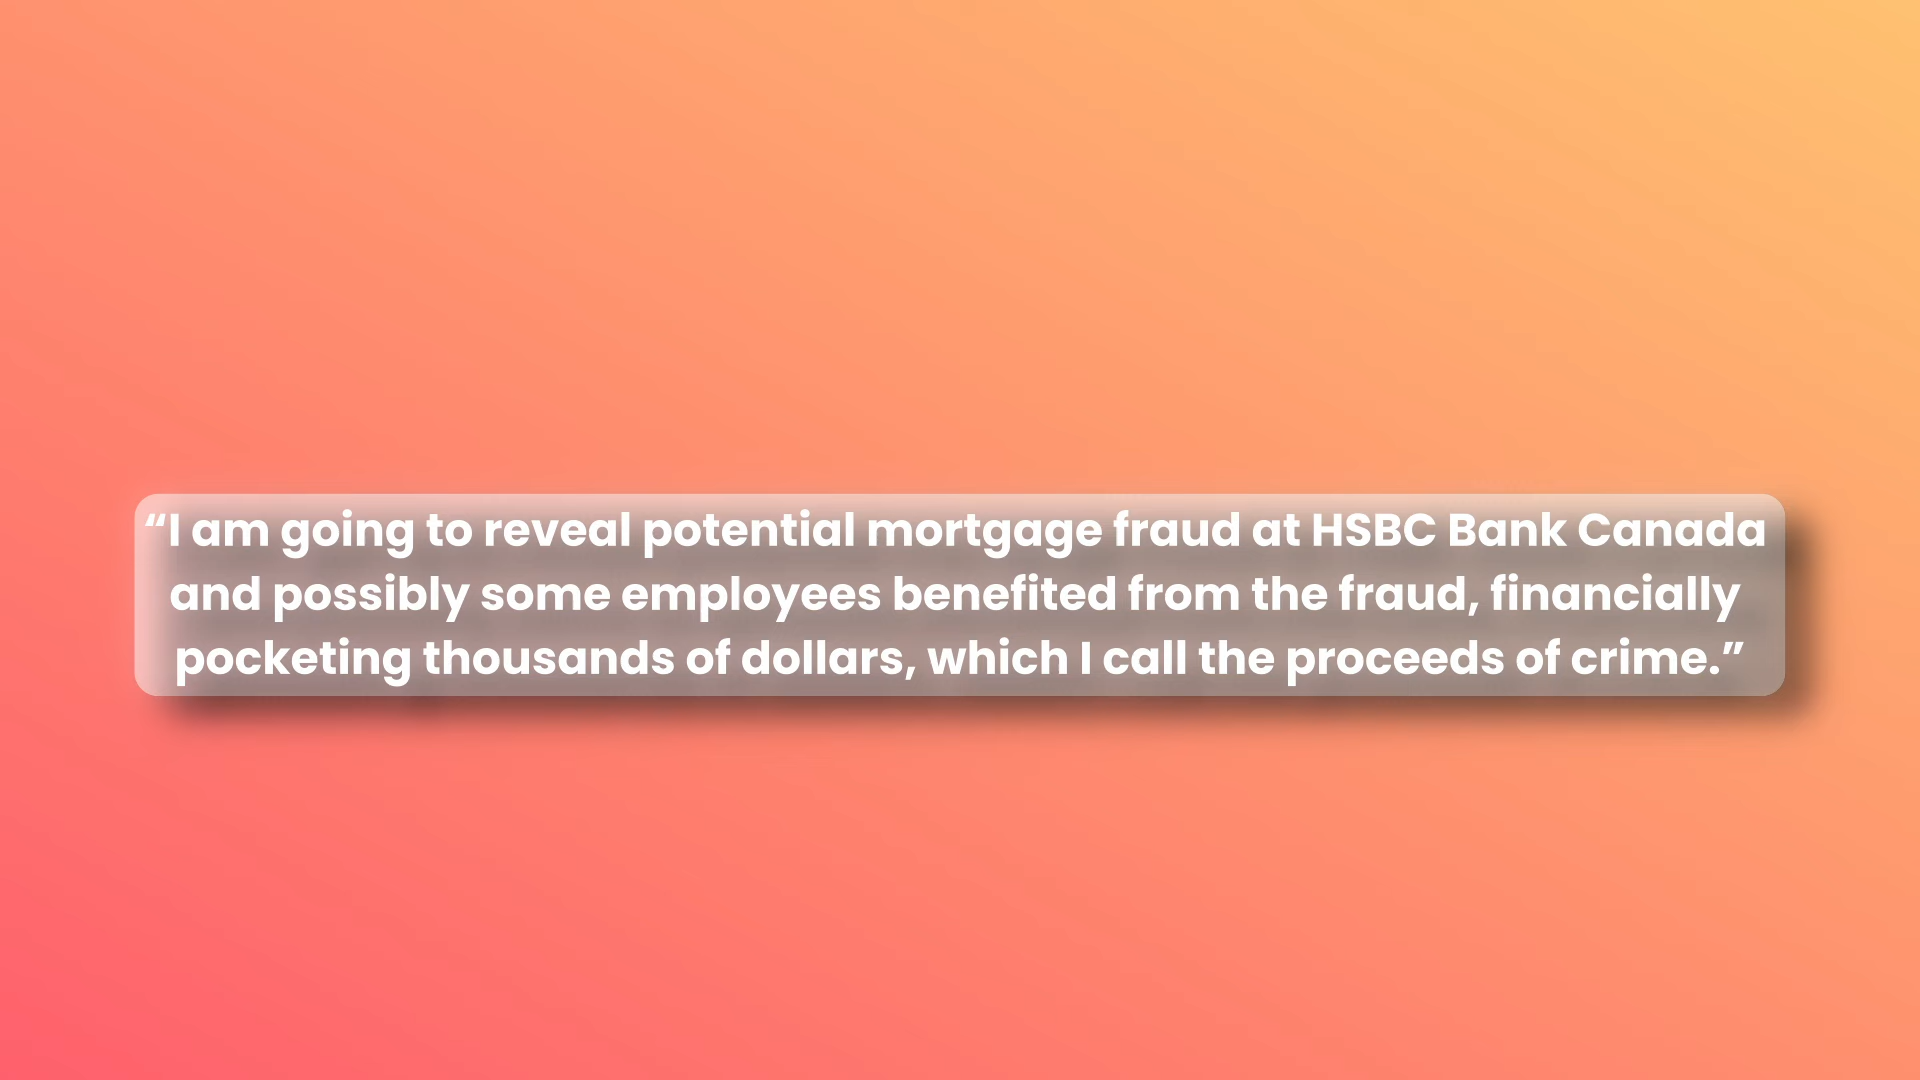 “I am going to reveal potential mortgage fraud at HSBC Bank Canada
and possibly some employees benefited from the fraud, financially
pocketing thousands of dollars, which I call the proceeds of crime.”